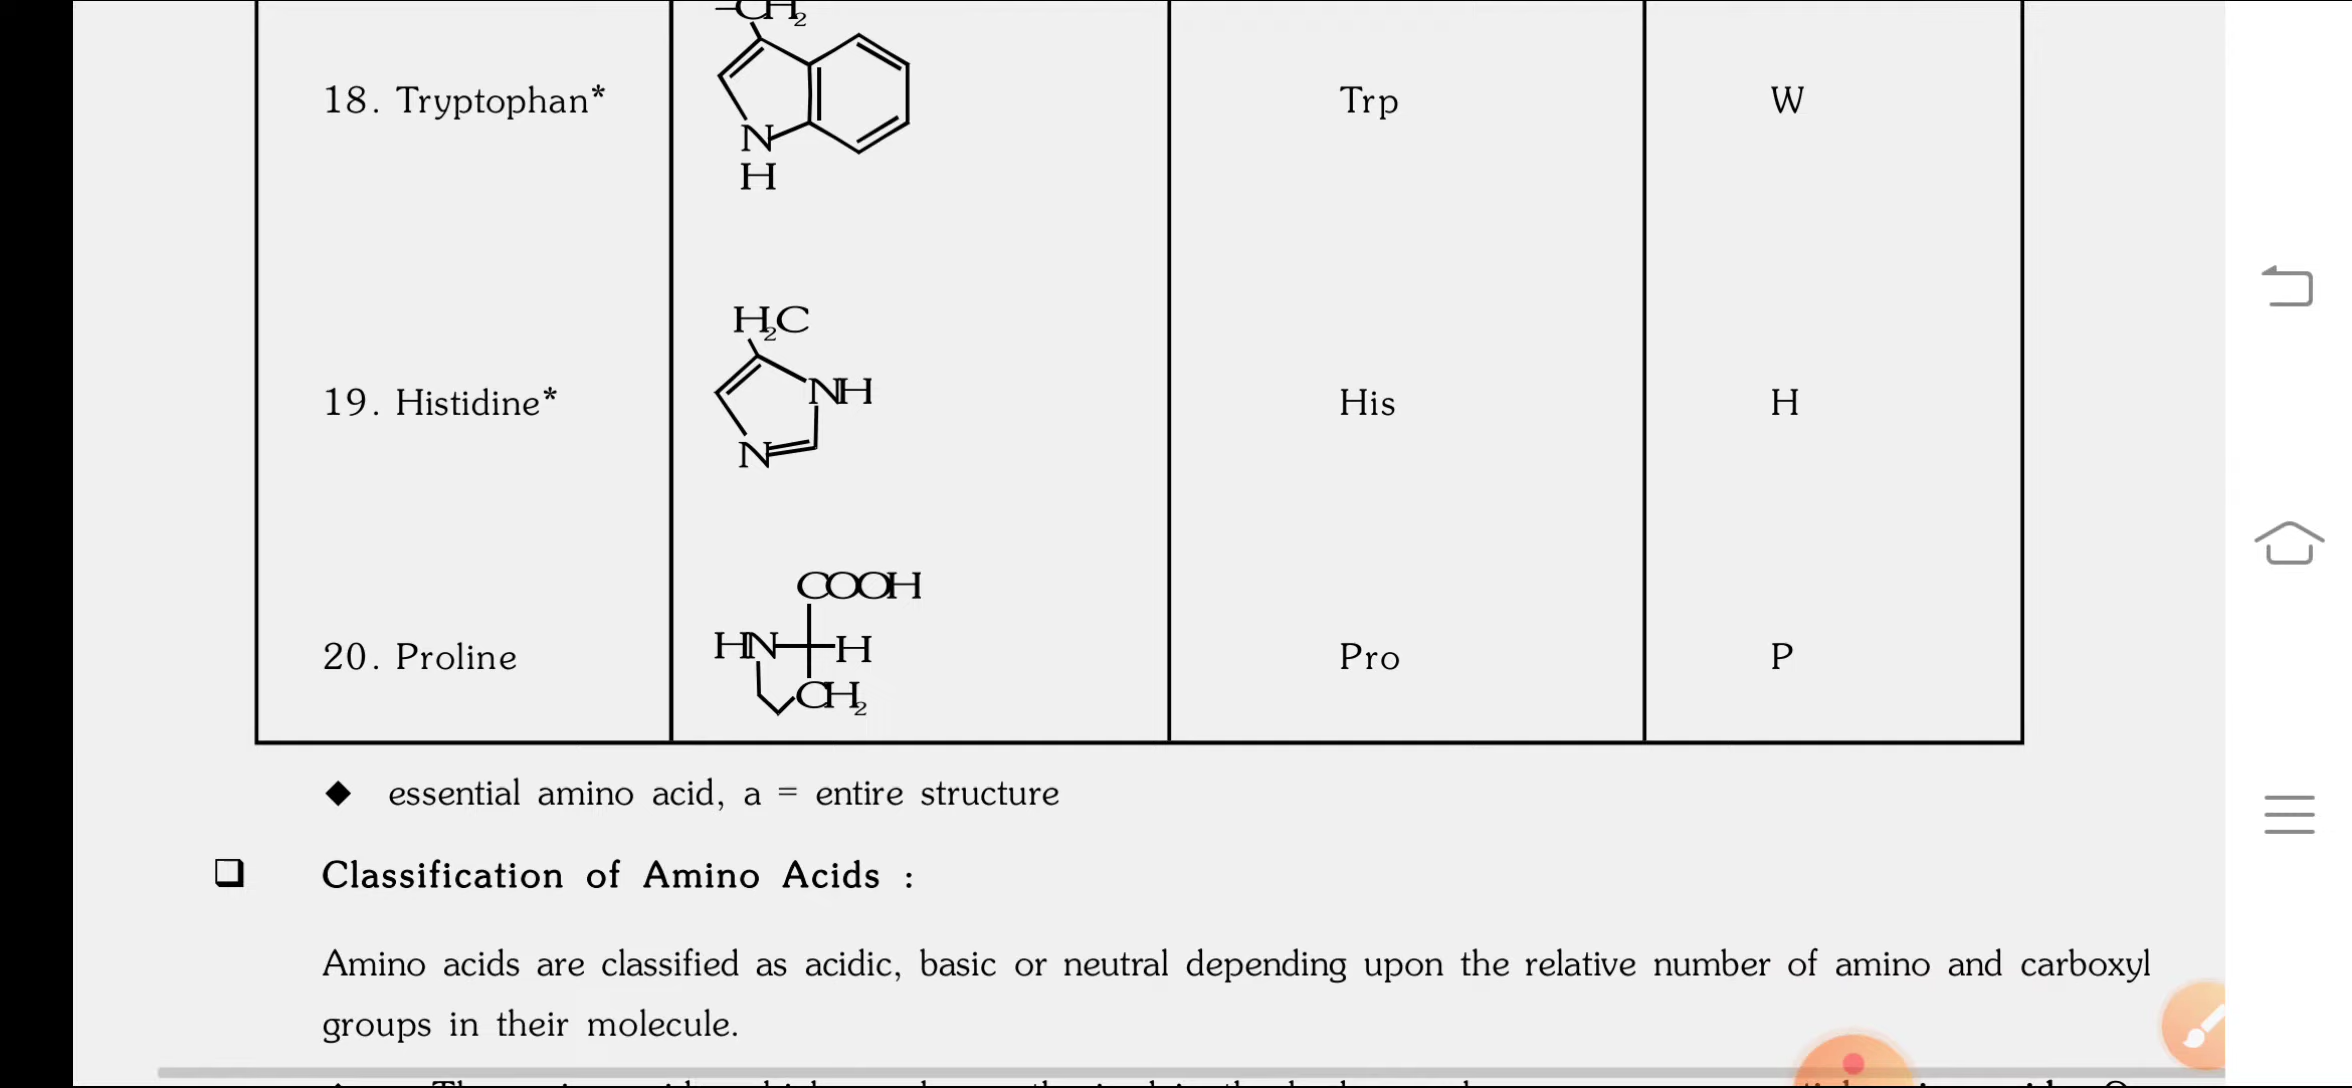 –CH2
18. Tryptophan* Trp W
N
H
H2C
19. Histidine* NH His H
N
COOH
HN H
20. Proline Pro P
CH2
◆ essential amino acid, a = entire structure
❑ Classification of Amino Acids :
Amino acids are classified as acidic, basic or neutral depending upon the relative number of amino and carboxyl
groups in their molecule.